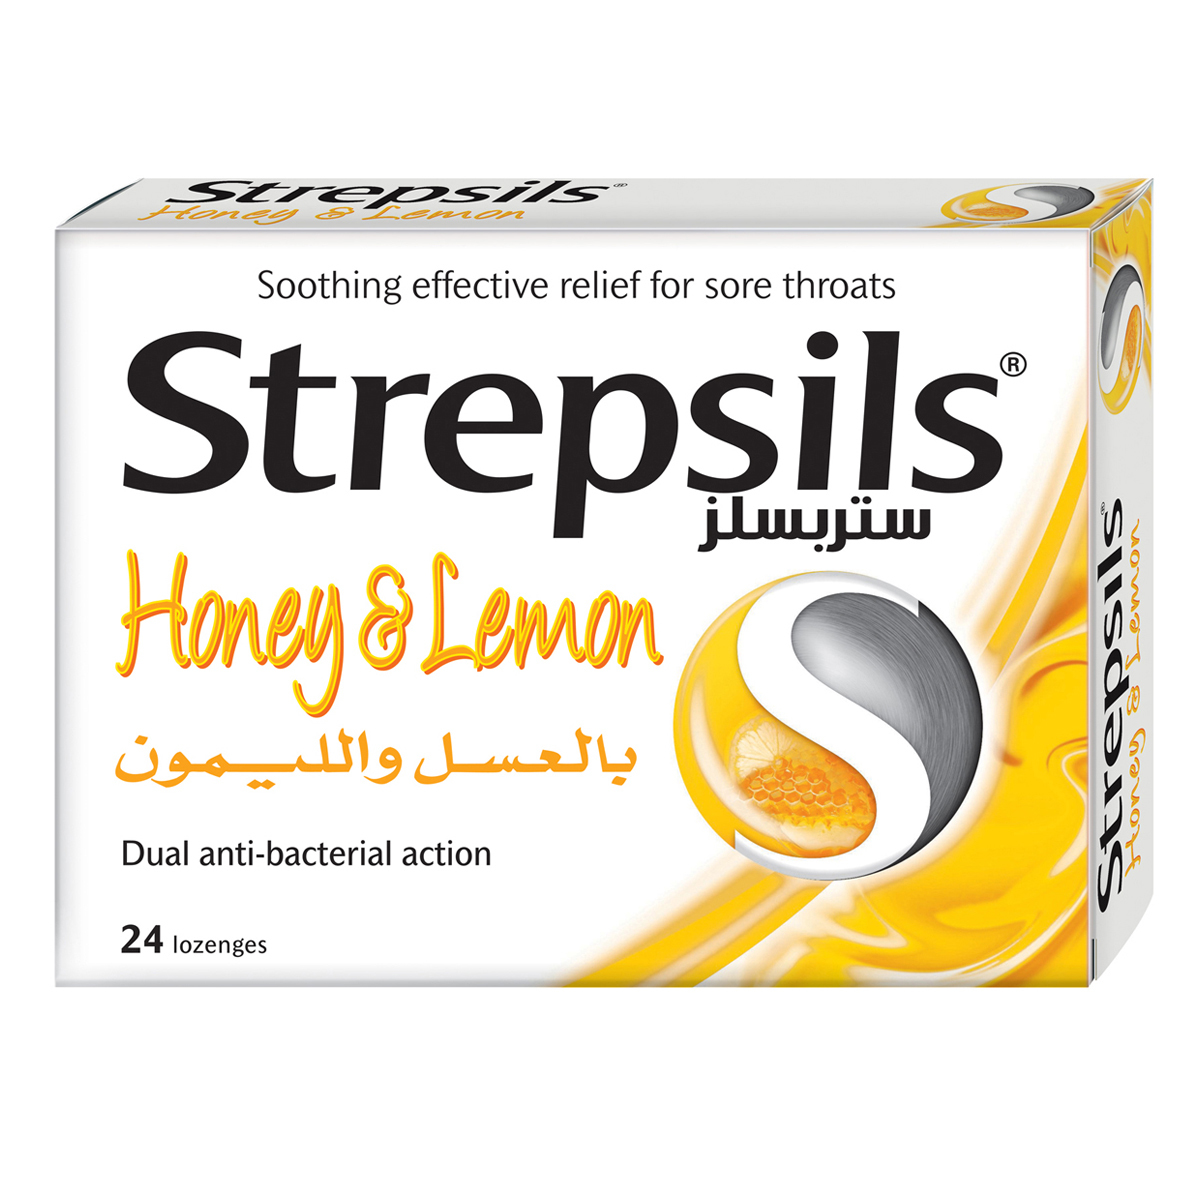 Strepsils®
Honey & Lemon
Soothing effective relief for sore throats
Strepsils®
ستربسلز
Honey & Lemon
بالعسل والليمون
Dual anti-bacterial action
24 lozenges
Strepsils®
Honey & Lemon